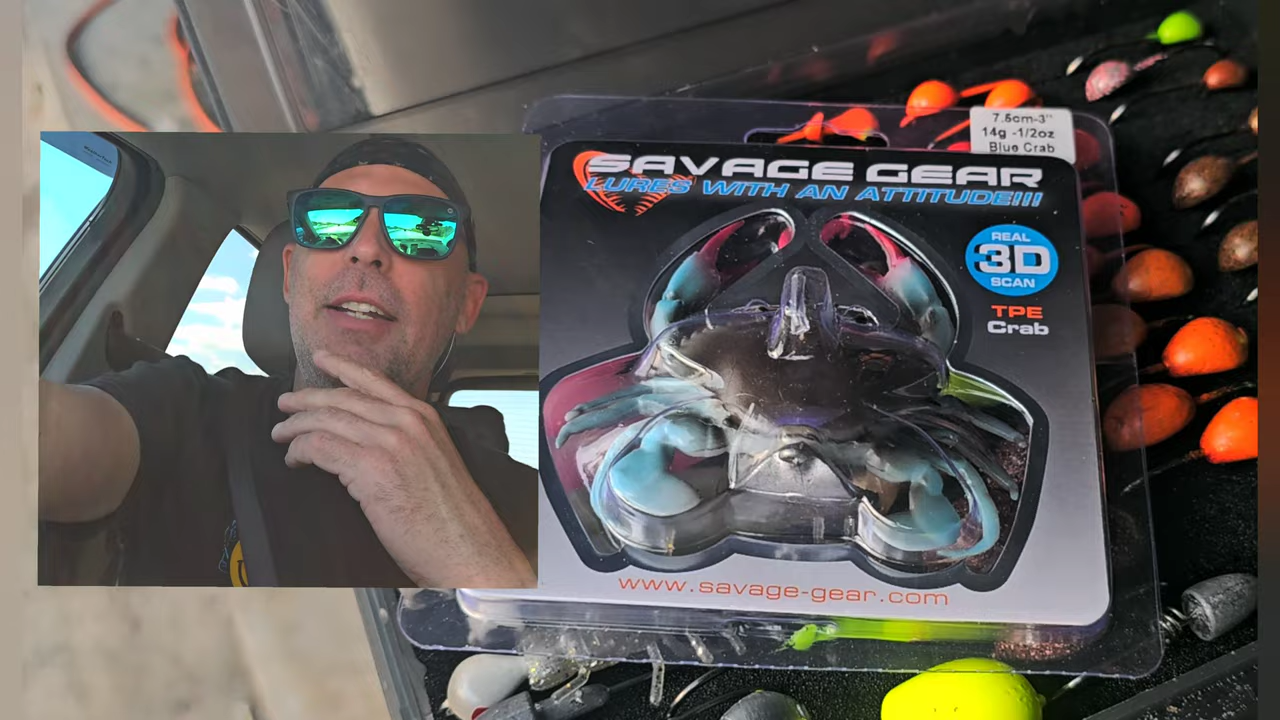 7.5cm-3"
14g -1/2oz
Blue Crab
SAVAGE GEAR
LURES WITH AN ATTITUDE!!!
REAL
3D
SCAN
TPE
Crab
www.savage-gear.com